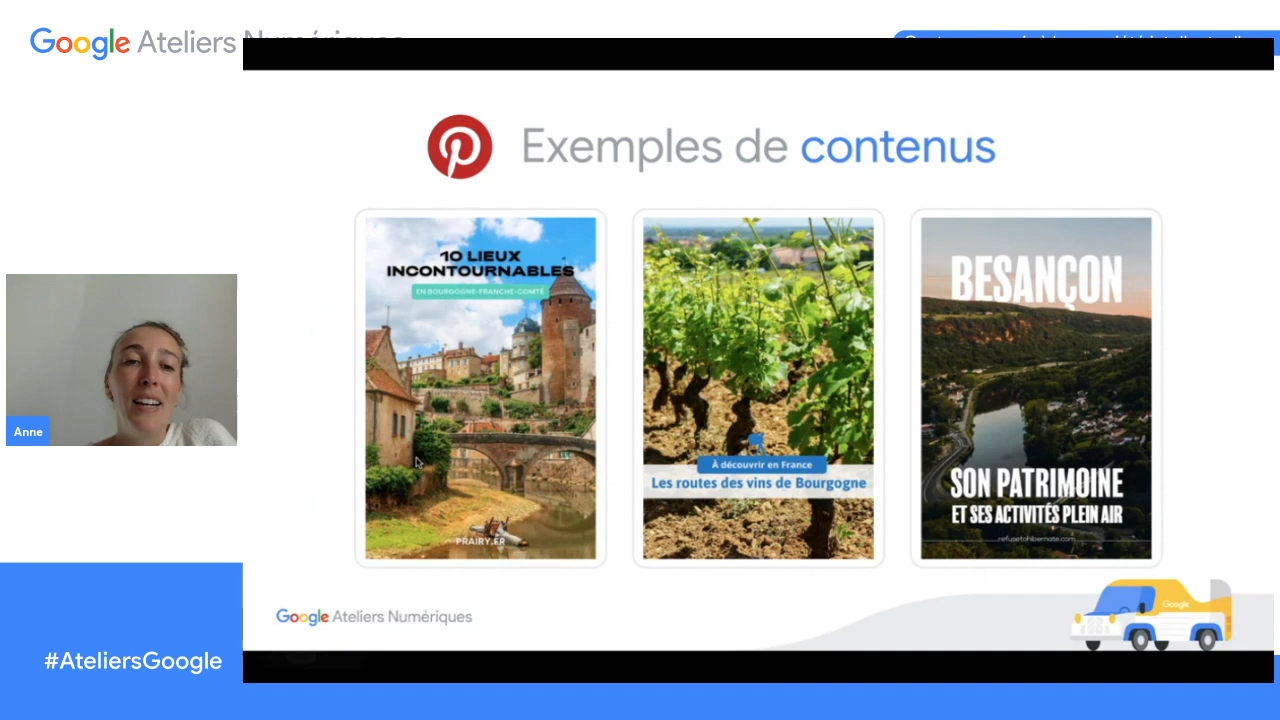 Google Ateliers
Exemples de contenus
10 LIEUX
INCONTOURNABLES
EN BOURGOGNE-FRANCHE-COMTÉ
PRAIRY.FR
À découvrir en France
Les routes des vins de Bourgogne
BESANÇON
SON PATRIMOINE
ET SES ACTIVITÉS PLEIN AIR
refusetohibernate.com
Anne
Google Ateliers Numériques
Google
#AteliersGoogle